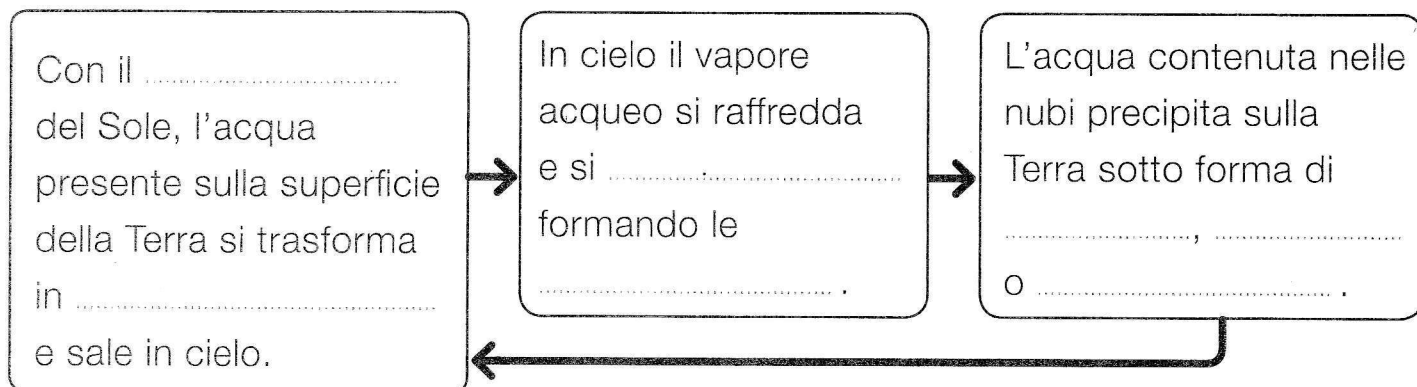 Con il ..............................
del Sole, l'acqua
presente sulla superficie
della Terra si trasforma
in ..............................
e sale in cielo.
In cielo il vapore
acqueo si raffredda
e si ..............................
formando le
.............................. .
L'acqua contenuta nelle
nubi precipita sulla
Terra sotto forma di
...................., ....................
o .............................. .